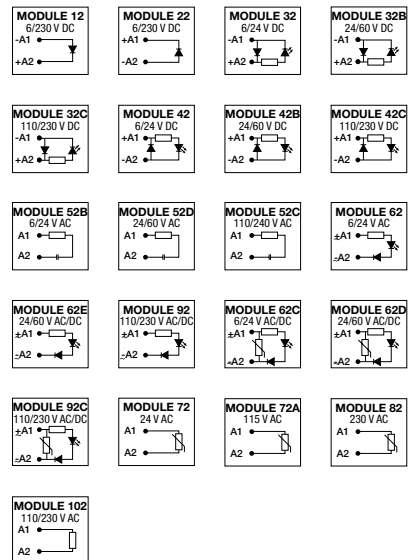 MODULE 12
6/230 V DC
-A1
+A2
MODULE 22
6/230 V DC
+A1
-A2
MODULE 32
6/24 V DC
-A1
+A2
MODULE 32B
24/60 V DC
-A1
+A2
MODULE 32C
110/230 V DC
-A1
+A2
MODULE 42
6/24 V DC
+A1
-A2
MODULE 42B
24/60 V DC
+A1
-A2
MODULE 42C
110/230 V DC
+A1
-A2
MODULE 52B
6/24 V AC
A1
A2
MODULE 52D
24/60 V AC
A1
A2
MODULE 52C
110/240 V AC
A1
A2
MODULE 62
6/24 V AC
±A1
±A2
MODULE 62E
24/60 V AC/DC
±A1
±A2
MODULE 92
110/230 V AC/DC
±A1
±A2
MODULE 62C
6/24 V AC/DC
±A1
±A2
MODULE 62D
24/60 V AC/DC
±A1
±A2
MODULE 92C
110/230 V AC/DC
±A1
±A2
MODULE 72
24 V AC
A1
A2
MODULE 72A
115 V AC
A1
A2
MODULE 82
230 V AC
A1
A2
MODULE 102
110/230 V AC
A1
A2